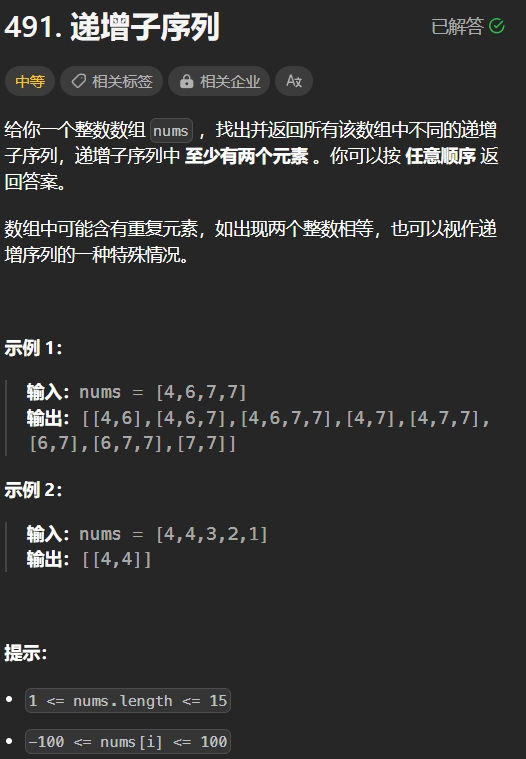 491. 递增子序列
已解答
中等
相关标签
相关企业
给你一个整数数组 nums ，找出并返回所有该数组中不同的递增
子序列，递增子序列中 至少有两个元素 。你可以按 任意顺序 返
回答案。
数组中可能含有重复元素，如出现两个整数相等，也可以视作递
增序列的一种特殊情况。
示例 1：
输入：nums = [4,6,7,7]
输出：[[4,6],[4,6,7],[4,6,7,7],[4,7],[4,7,7],
[6,7],[6,7,7],[7,7]]
示例 2：
输入：nums = [4,4,3,2,1]
输出：[[4,4]]
提示：
• 1 <= nums.length <= 15
• -100 <= nums[i] <= 100